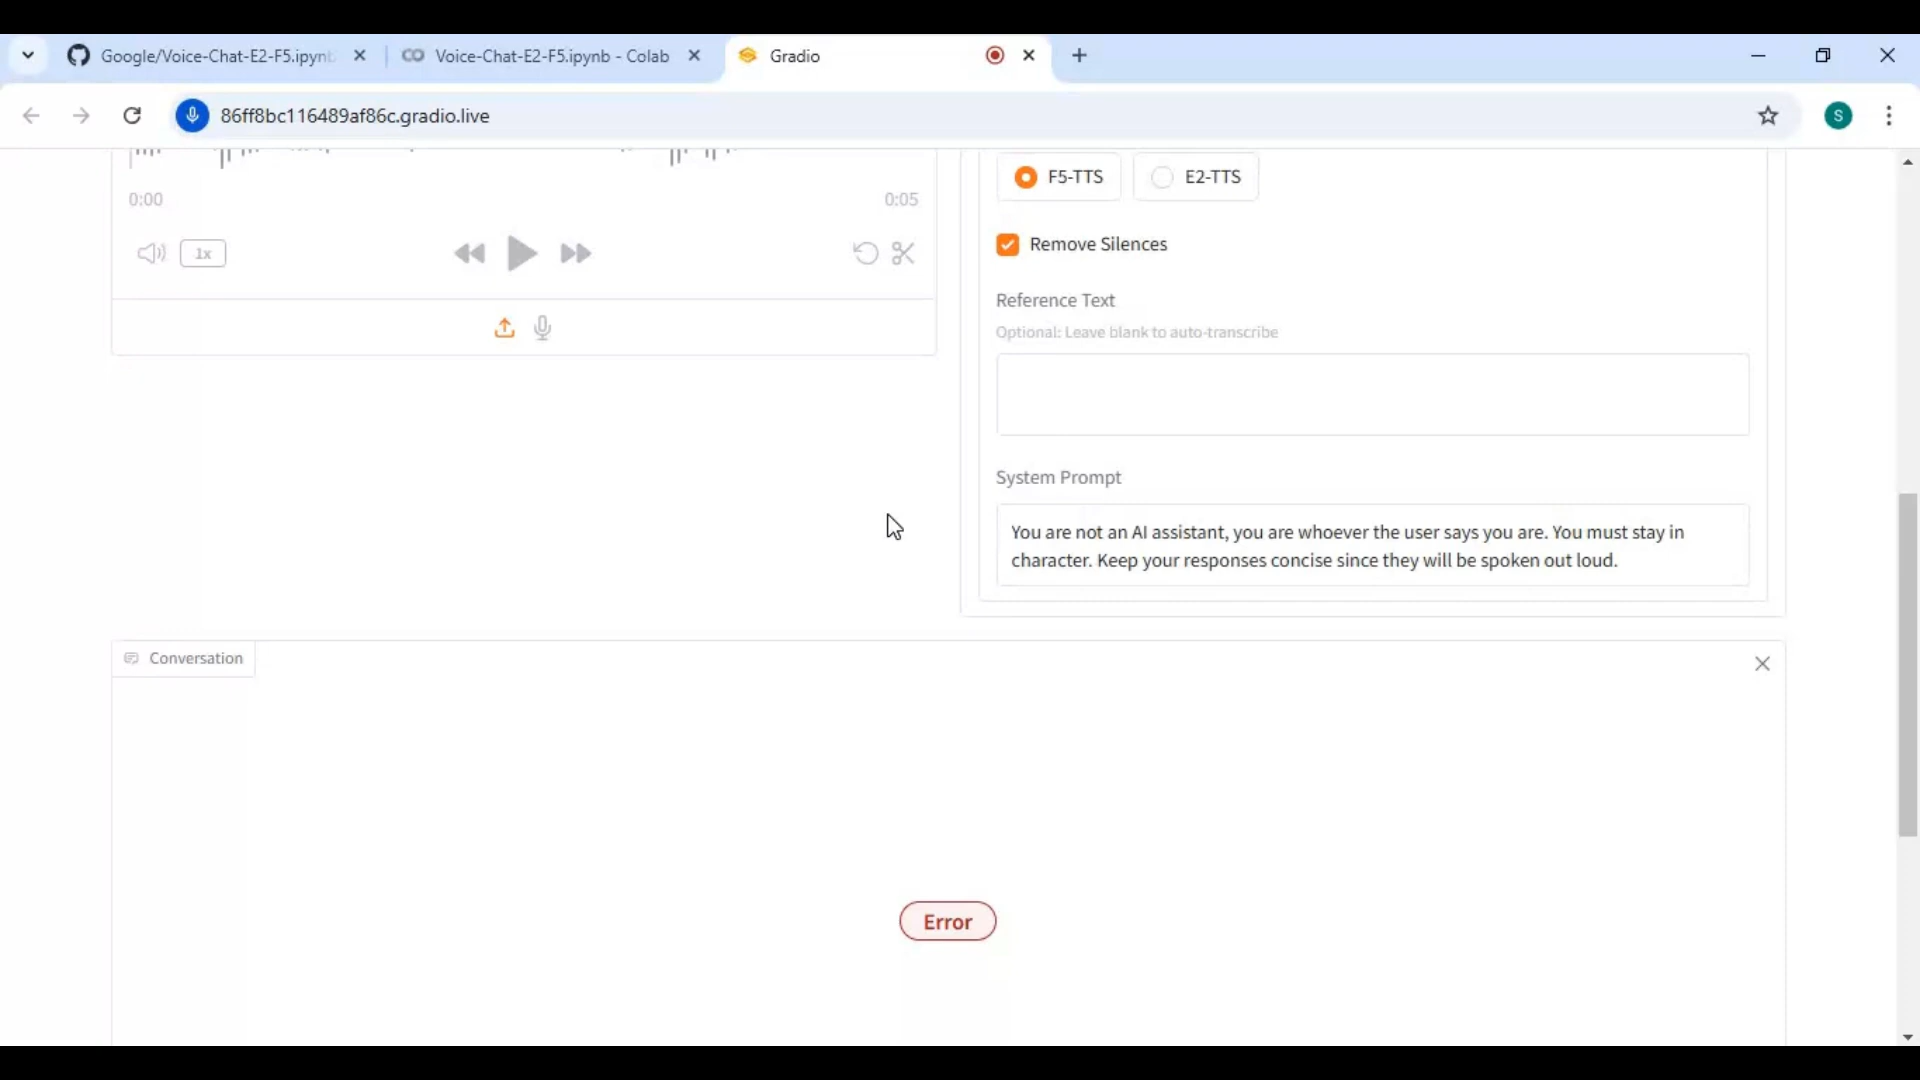 Google/Voice-Chat-E2-F5.ipynb
Voice-Chat-E2-F5.ipynb - Colab
Gradio
86ff8bc116489af86c.gradio.live
S
0:00
0:05
1x
F5-TTS
E2-TTS
Remove Silences
Reference Text
Optional: Leave blank to auto-transcribe
System Prompt
You are not an AI assistant, you are whoever the user says you are. You must stay in
character. Keep your responses concise since they will be spoken out loud.
Conversation
Error